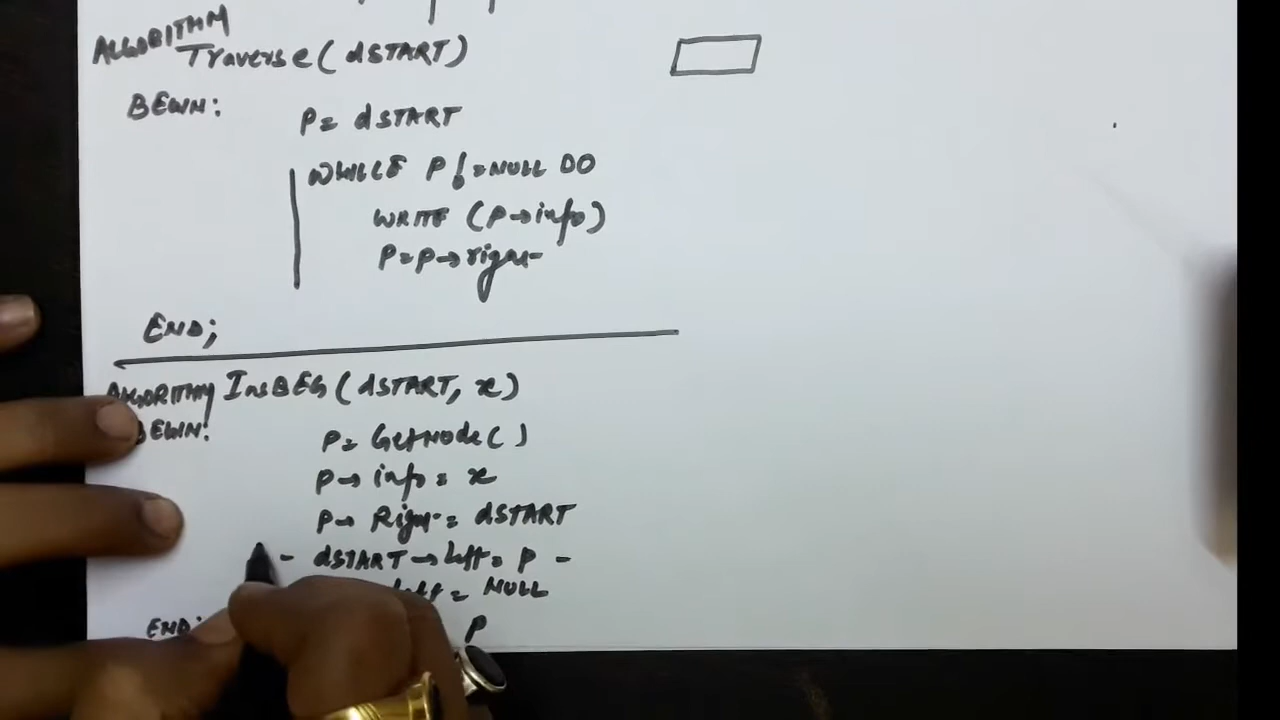 ALGORITHM
Traverse(dSTART)
BEGIN:
P = dSTART
WHILE P != NULL DO
WRITE (P→info)
P = P→right
END;
ALGORITHM InsBEG(dSTART, x)
BEGIN:
P = GetNode( )
P→ info = x
P→ Right = dSTART
- dSTART→left = P -
left = NULL
END;
P